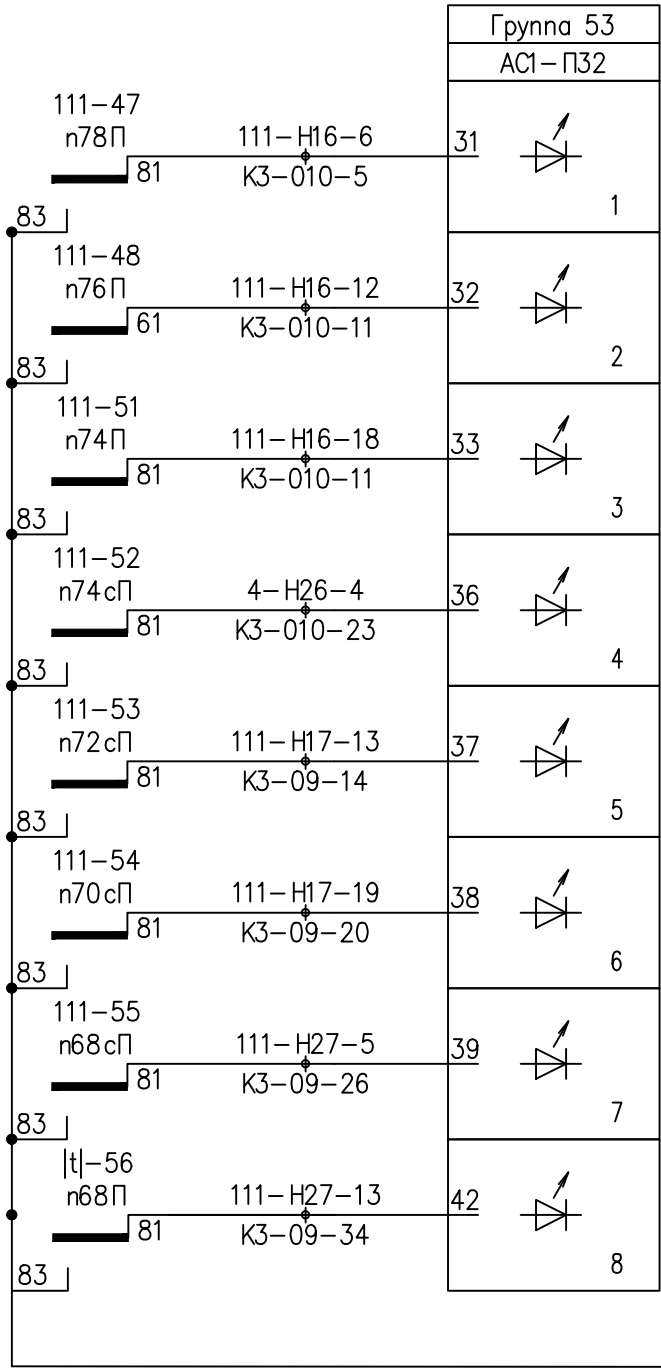 Группа 53
АС1-П32
111-47
п78П
81
111-Н16-6
К3-010-5
31
1
83
111-48
п76П
61
111-Н16-12
К3-010-11
32
2
83
111-51
п74П
81
111-Н16-18
К3-010-11
33
3
83
111-52
п74сП
81
4-Н26-4
К3-010-23
36
4
83
111-53
п72сП
81
111-Н17-13
К3-09-14
37
5
83
111-54
п70сП
81
111-Н17-19
К3-09-20
38
6
83
111-55
п68сП
81
111-Н27-5
К3-09-26
39
7
83
|t|-56
п68П
81
111-Н27-13
К3-09-34
42
8
83